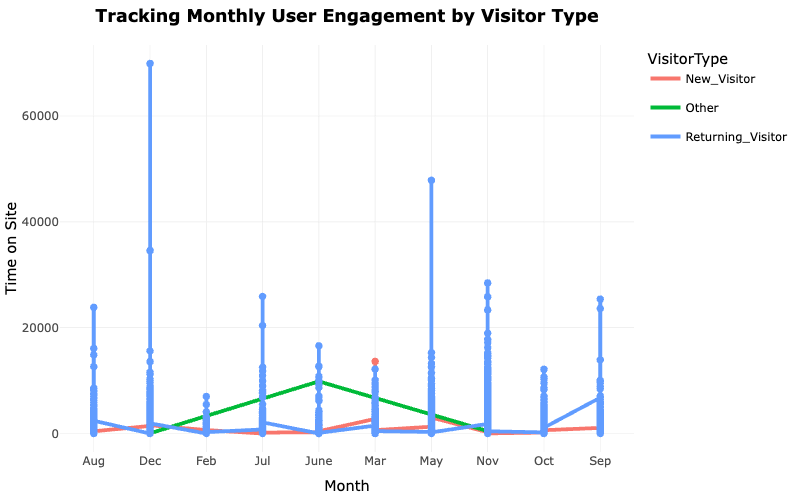 Tracking Monthly User Engagement by Visitor Type
VisitorType
New_Visitor
Other
Returning_Visitor
Time on Site
60000
40000
20000
0
Aug Dec Feb Jul June Mar May Nov Oct Sep
Month